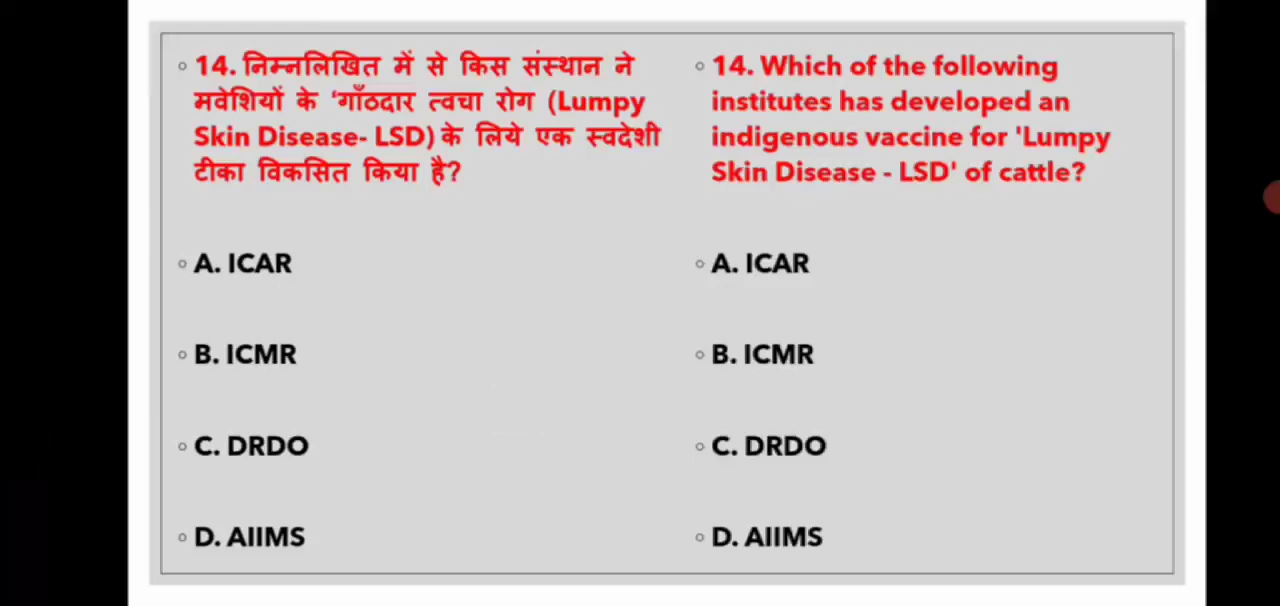 14. निम्नलिखित में से किस संस्थान ने
मवेशियों के 'गाँठदार त्वचा रोग (Lumpy
Skin Disease- LSD) के लिये एक स्वदेशी
टीका विकसित किया है?
A. ICAR
B. ICMR
C. DRDO
D. AIIMS
14. Which of the following
institutes has developed an
indigenous vaccine for 'Lumpy
Skin Disease - LSD' of cattle?
A. ICAR
B. ICMR
C. DRDO
D. AIIMS